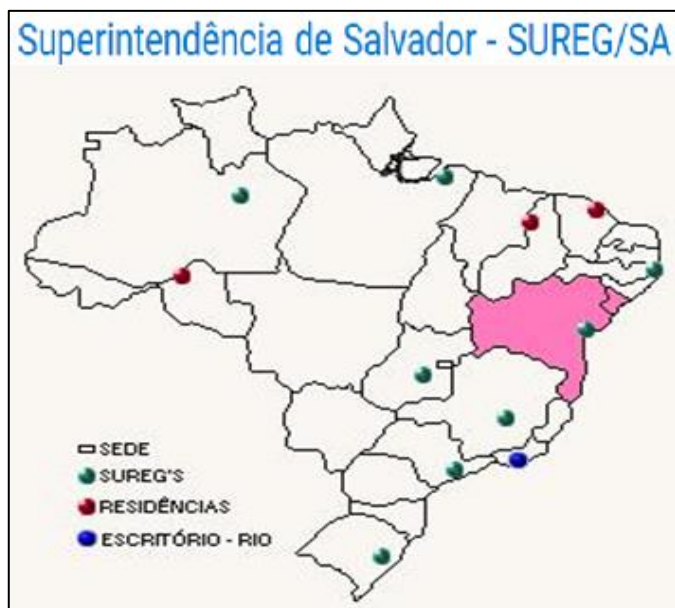 Superintendência de Salvador - SUREG/SA
SEDE
SUREG'S
RESIDÊNCIAS
ESCRITÓRIO - RIO